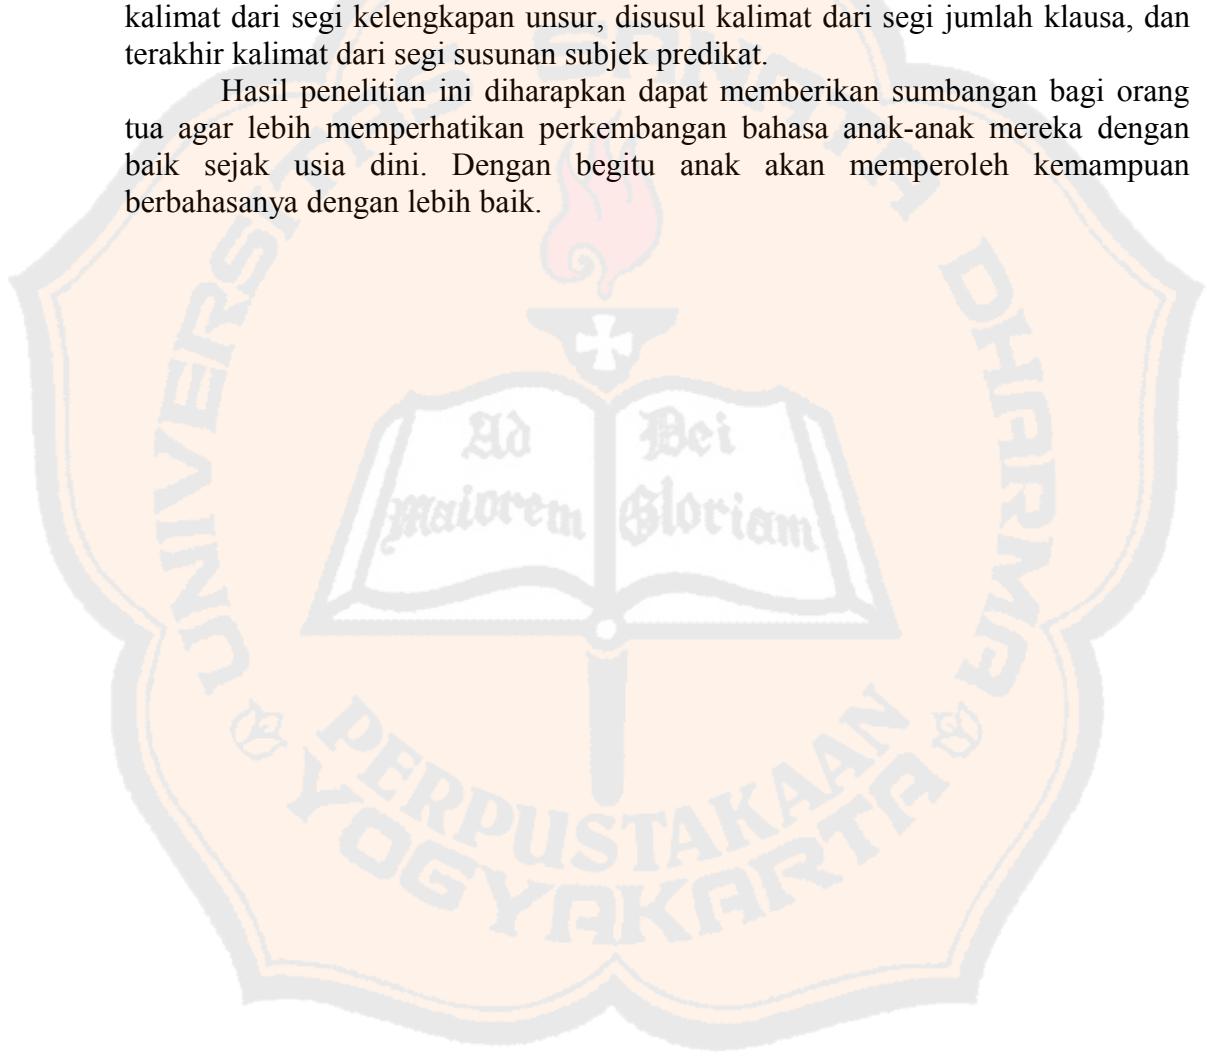 kalimat dari segi kelengkapan unsur, disusul kalimat dari segi jumlah klausa, dan
terakhir kalimat dari segi susunan subjek predikat.
Hasil penelitian ini diharapkan dapat memberikan sumbangan bagi orang
tua agar lebih memperhatikan perkembangan bahasa anak-anak mereka dengan
baik sejak usia dini. Dengan begitu anak akan memperoleh kemampuan
berbahasanya dengan lebih baik.
UNIVERSITAS SANATA DHARMA
Ad Dei
maiorem Gloriam
PERPUSTAKAAN
YOGYAKARTA